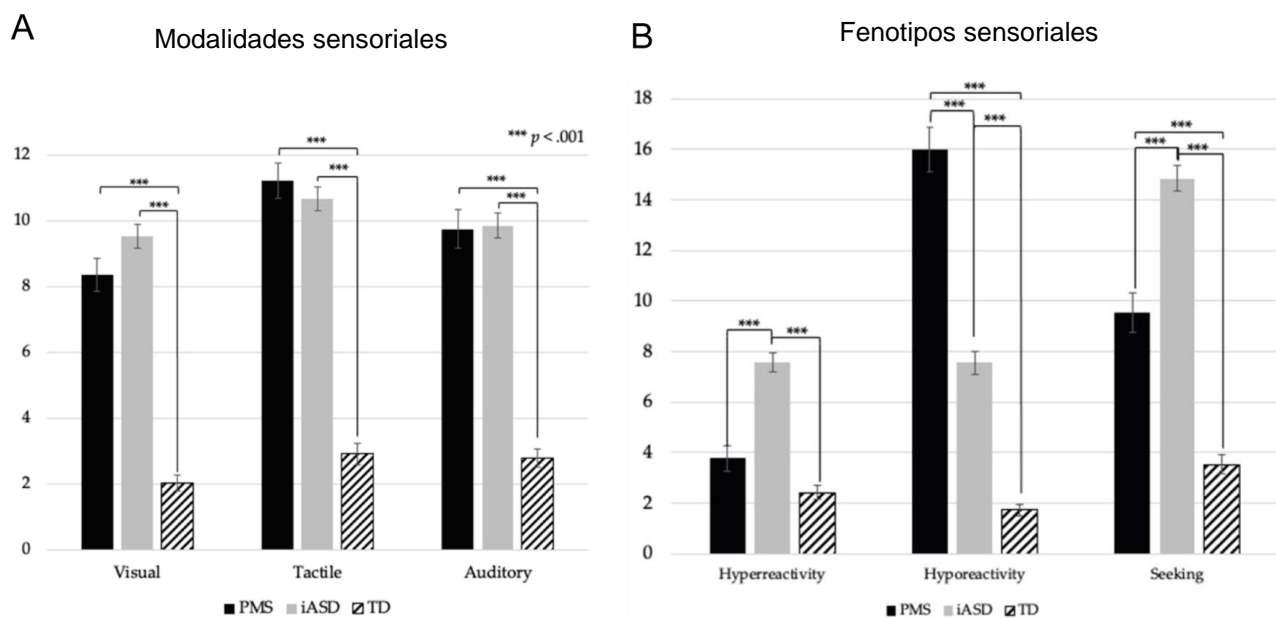 A
Modalidades sensoriales
*** p < .001
12
10
8
6
4
2
0
***
***
***
***
***
***
Visual
Tactile
Auditory
PMS iASD TD
B
Fenotipos sensoriales
18
16
14
12
10
8
6
4
2
0
***
***
***
***
***
***
***
***
Hyperreactivity
Hyporeactivity
Seeking
PMS iASD TD